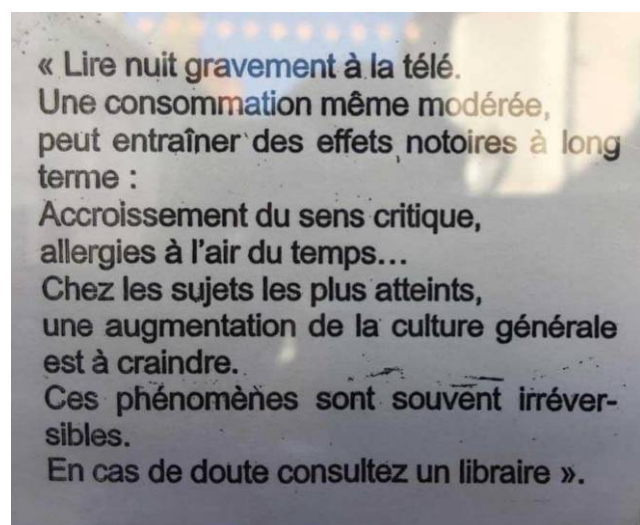 « Lire nuit gravement à la télé.
Une consommation même modérée,
peut entraîner des effets notoires à long
terme :
Accroissement du sens critique,
allergies à l'air du temps...
Chez les sujets les plus atteints,
une augmentation de la culture générale
est à craindre.
Ces phénomènes sont souvent irréver-
sibles.
En cas de doute consultez un libraire ».